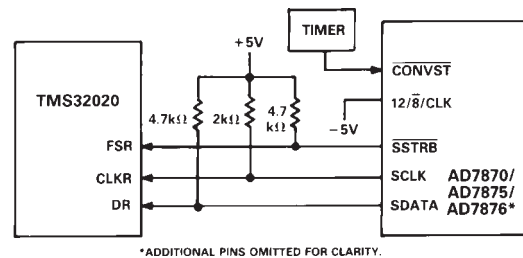 TIMER
+5V
TMS32020
CONVST
12/8/CLK
4.7kΩ
2kΩ
4.7
kΩ
−5V
FSR
SSTRB
CLKR
SCLK
AD7870/
AD7875/
AD7876*
DR
SDATA
*ADDITIONAL PINS OMITTED FOR CLARITY.